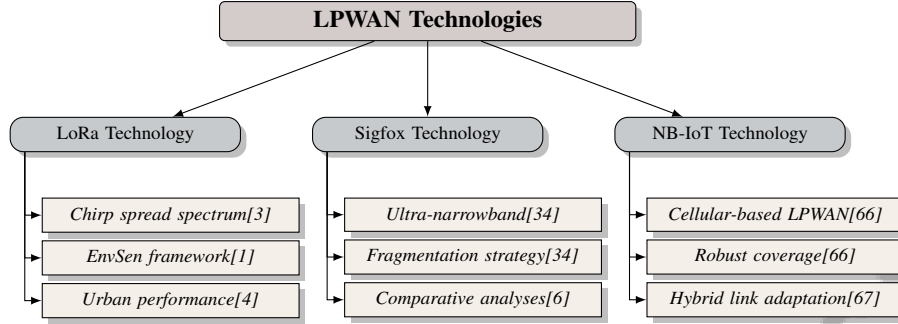 LPWAN Technologies
LoRa Technology
Chirp spread spectrum[3]
EnvSen framework[1]
Urban performance[4]
Sigfox Technology
Ultra-narrowband[34]
Fragmentation strategy[34]
Comparative analyses[6]
NB-IoT Technology
Cellular-based LPWAN[66]
Robust coverage[66]
Hybrid link adaptation[67]